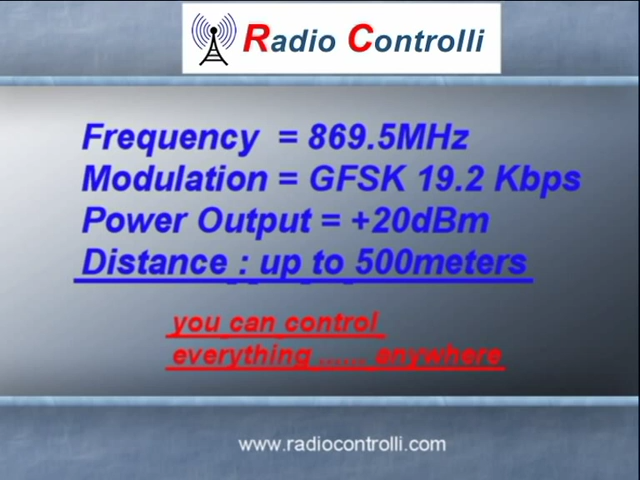 Radio Controlli
Frequency = 869.5MHz
Modulation = GFSK 19.2 Kbps
Power Output = +20dBm
Distance : up to 500meters
you can control
everything ...... anywhere
www.radiocontrolli.com